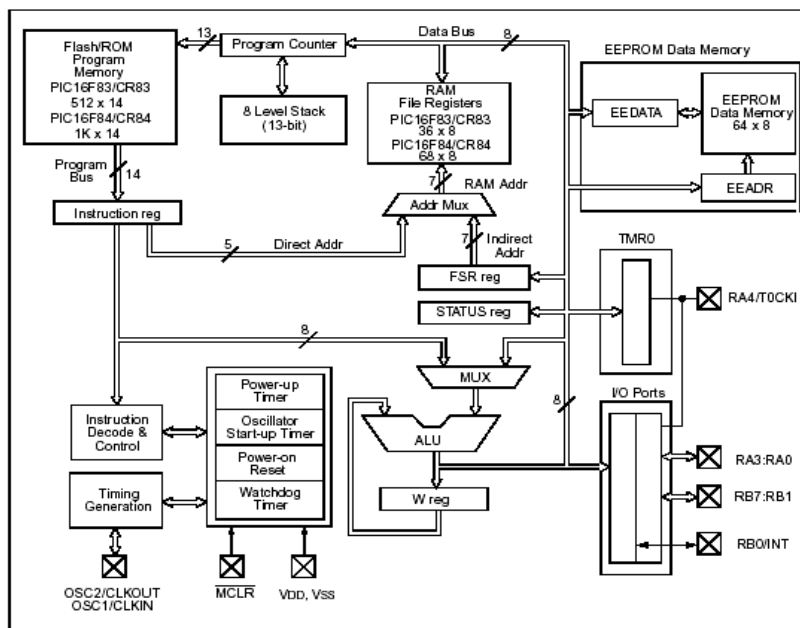 Flash/ROM
Program
Memory
PIC16F83/CR83
512 x 14
PIC16F84/CR84
1K x 14
13
Program Counter
8 Level Stack
(13-bit)
Data Bus
8
RAM
File Registers
PIC16F83/CR83
36 x 8
PIC16F84/CR84
68 x 8
EEPROM Data Memory
EEDATA
EEPROM
Data Memory
64 x 8
EEADR
Program
Bus
14
Instruction reg
7
RAM Addr
Addr Mux
5
Direct Addr
7
Indirect
Addr
FSR reg
STATUS reg
TMR0
RA4/T0CKI
8
MUX
Power-up
Timer
Oscillator
Start-up Timer
Power-on
Reset
Watchdog
Timer
Instruction
Decode &
Control
Timing
Generation
ALU
W reg
8
I/O Ports
RA3:RA0
RB7:RB1
RB0/INT
OSC2/CLKOUT
OSC1/CLKIN
MCLR
VDD, VSS